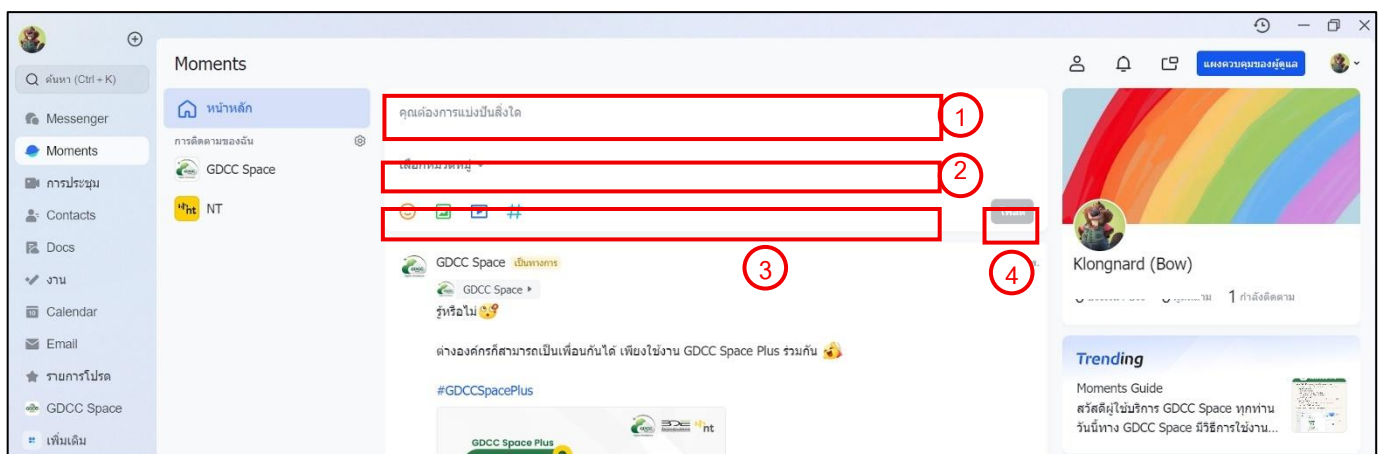 ค้นหา (Ctrl + K)
Messenger
Moments
การประชุม
Contacts
Docs
งาน
Calendar
Email
รายการโปรด
GDCC Space
เพิ่มเติม
Moments
แผงควบคุมของผู้ดูแล
หน้าหลัก
การติดตามของฉัน
GDCC Space
NT
คุณต้องการแบ่งปันสิ่งใด
1
เลือกหมวดหมู่
2
3
4
GDCC Space เป็นทางการ
GDCC Space
รู้หรือไม่
ต่างองค์กรก็สามารถเป็นเพื่อนกันได้ เพียงใช้งาน GDCC Space Plus ร่วมกัน
#GDCCSpacePlus
nt
GDCC Space Plus
Klongnard (Bow)
1 กำลังติดตาม
Trending
Moments Guide
สวัสดีผู้ใช้บริการ GDCC Space ทุกท่าน
วันนี้ทาง GDCC Space มีวิธีการใช้งาน...